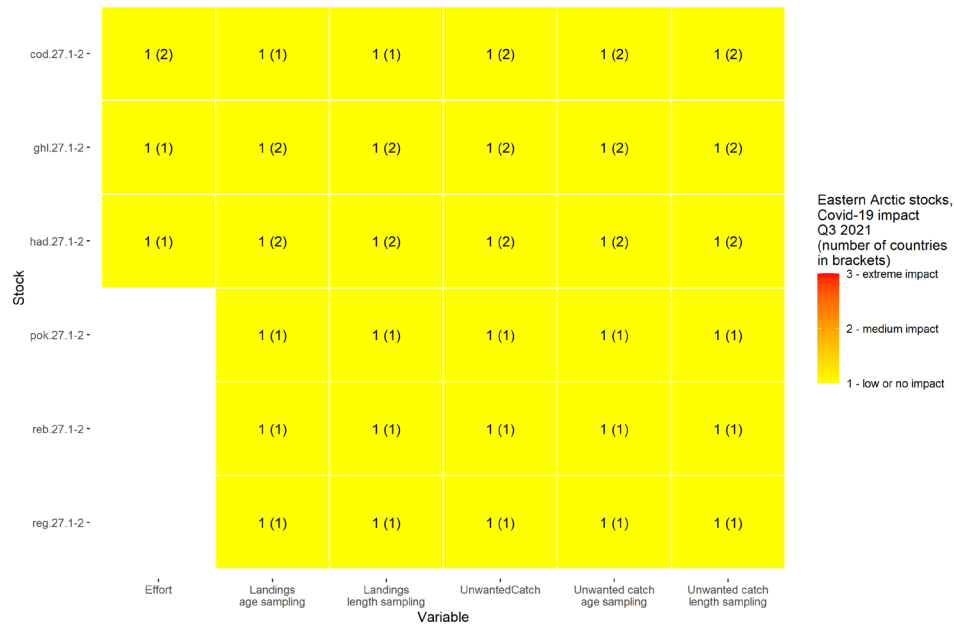 cod.27.1-2
1 (2)
1 (1)
1 (1)
1 (2)
1 (2)
1 (2)
ghl.27.1-2
1 (1)
1 (2)
1 (2)
1 (2)
1 (2)
1 (2)
had.27.1-2
1 (1)
1 (2)
1 (2)
1 (2)
1 (2)
1 (2)
pok.27.1-2
1 (1)
1 (1)
1 (1)
1 (1)
1 (1)
reb.27.1-2
1 (1)
1 (1)
1 (1)
1 (1)
1 (1)
reg.27.1-2
1 (1)
1 (1)
1 (1)
1 (1)
1 (1)
Stock
Effort
Landings
age sampling
Landings
length sampling
UnwantedCatch
Unwanted catch
age sampling
Unwanted catch
length sampling
Variable
Eastern Arctic stocks,
Covid-19 impact
Q3 2021
(number of countries
in brackets)
3 - extreme impact
2 - medium impact
1 - low or no impact